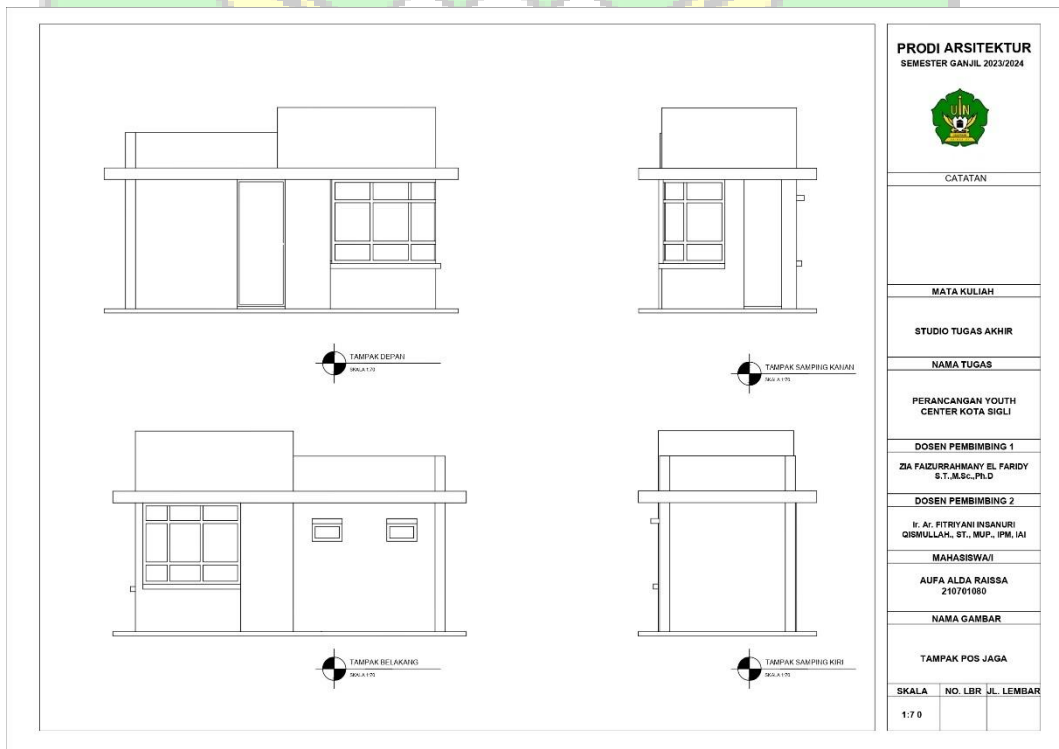 TAMPAK DEPAN
SKALA 1:70
TAMPAK SAMPING KANAN
SKALA 1:70
TAMPAK BELAKANG
SKALA 1:70
TAMPAK SAMPING KIRI
SKALA 1:70
PRODI ARSITEKTUR
SEMESTER GANJIL 2023/2024
UIN
CATATAN
MATA KULIAH
STUDIO TUGAS AKHIR
NAMA TUGAS
PERANCANGAN YOUTH
CENTER KOTA SIGLI
DOSEN PEMBIMBING 1
ZIA FAIZURRAHMANY EL FARIDY
S.T.,M.Sc.,Ph.D
DOSEN PEMBIMBING 2
Ir. Ar. FITRIYANI INSANURI
QISMULLAH., ST., MUP., IPM, IAI
MAHASISWA/I
AUFA ALDA RAISSA
210701080
NAMA GAMBAR
TAMPAK POS JAGA
SKALA NO. LBR JL. LEMBAR
1:7 0